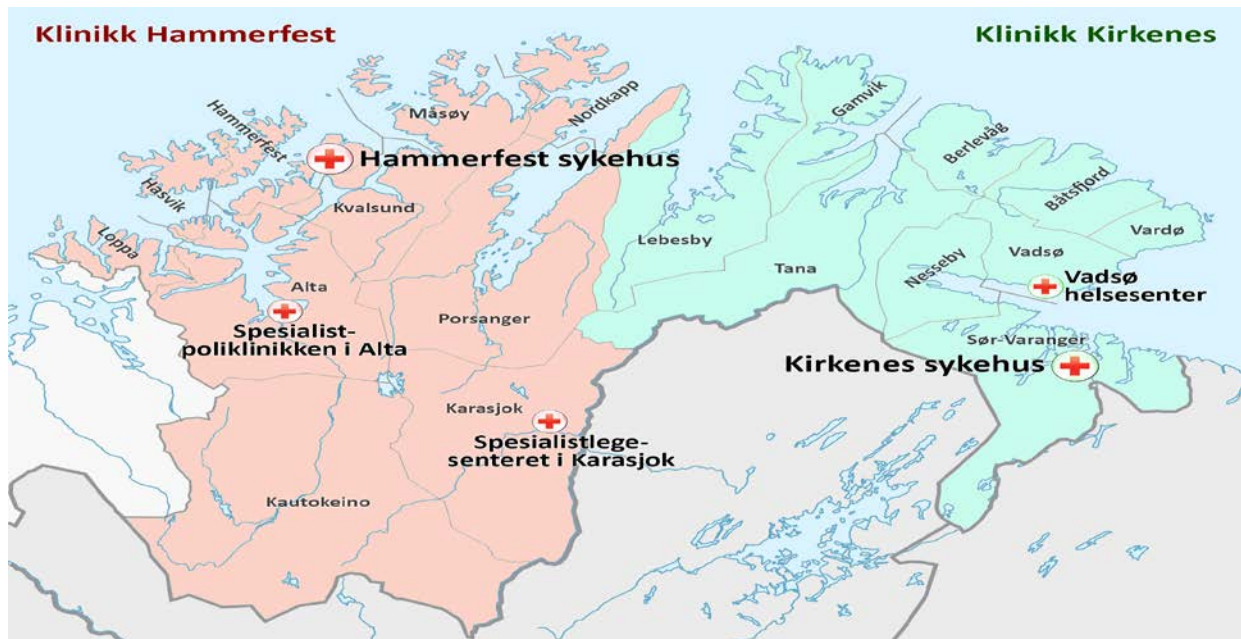 Klinikk Hammerfest
Klinikk Kirkenes
Hammerfest
Måsøy
Nordkapp
Gamvik
Berlevåg
Båtsfjord
Hammerfest sykehus
Hasvik
Kvalsund
Loppa
Lebesby
Tana
Nesseby
Vadsø
Vardø
Vadsø
helsesenter
Alta
Spesialist-
poliklinikken i Alta
Porsanger
Sør-Varanger
Kirkenes sykehus
Karasjok
Spesialistlege-
senteret i Karasjok
Kautokeino